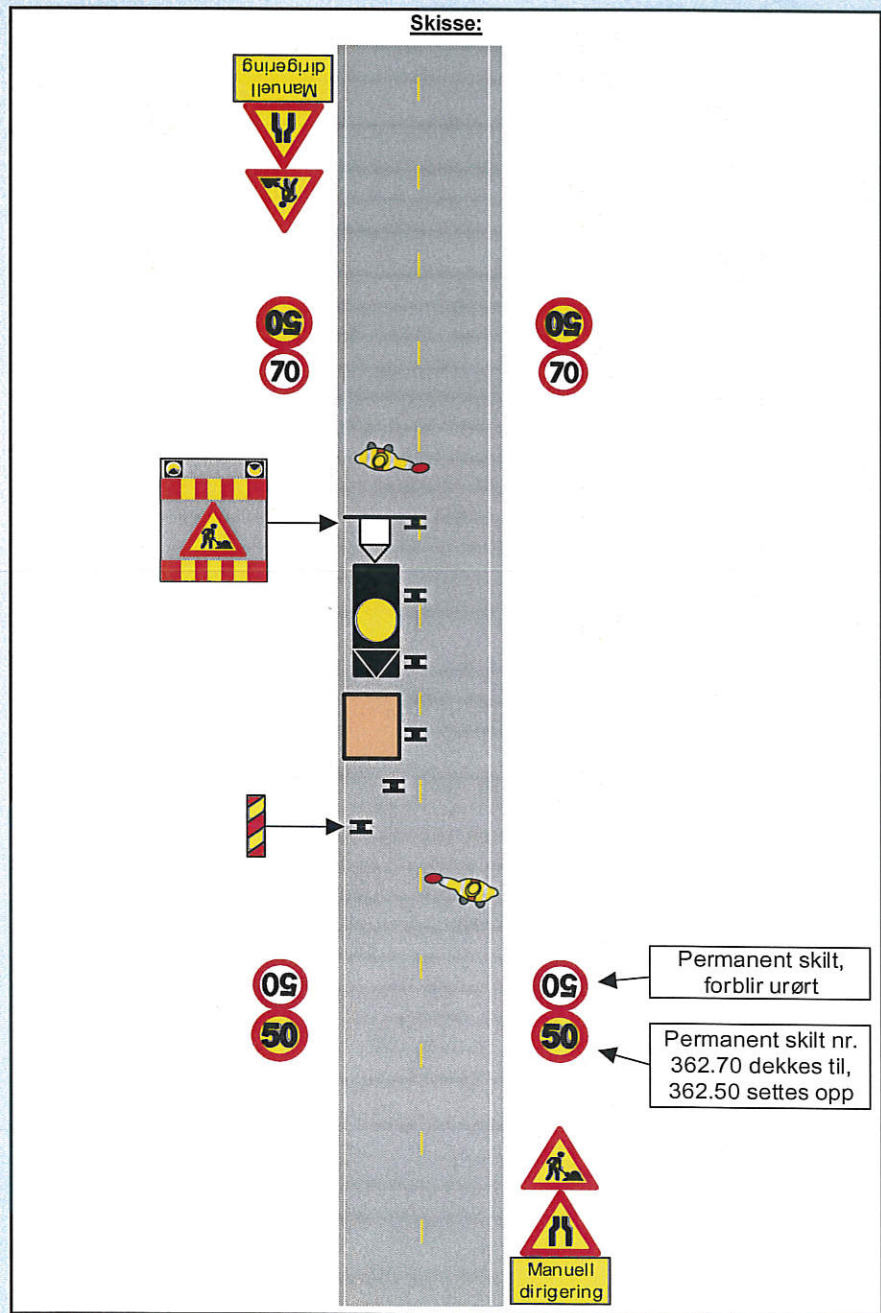 Skisse:
Manuell
dirigering
50
50
70
70
Permanent skilt,
forblir urørt
50
50
50
50
Permanent skilt nr.
362.70 dekkes til,
362.50 settes opp
Manuell
dirigering